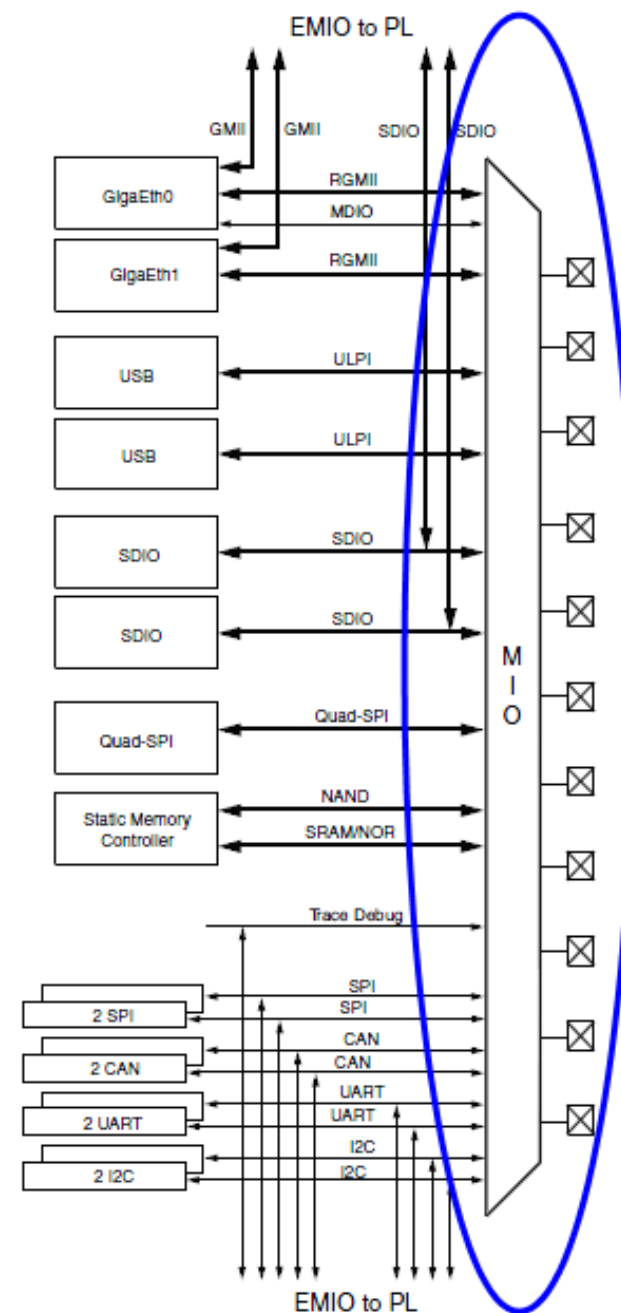 EMIO to PL
GMII
GMII
SDIO
SDIO
GigaEth0
RGMII
MDIO
GigaEth1
RGMII
USB
ULPI
USB
ULPI
SDIO
SDIO
SDIO
SDIO
M
I
O
Quad-SPI
Quad-SPI
Static Memory
Controller
NAND
SRAM/NOR
Trace Debug
SPI
2 SPI
SPI
CAN
2 CAN
CAN
UART
2 UART
UART
I2C
2 I2C
I2C
EMIO to PL